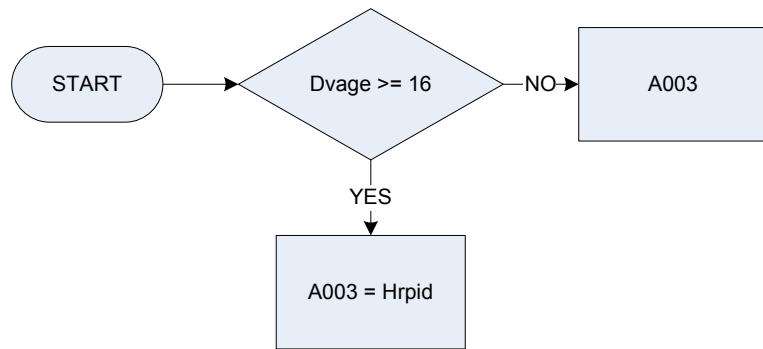 START
Dvage >= 16
NO
A003
YES
A003 = Hrpid